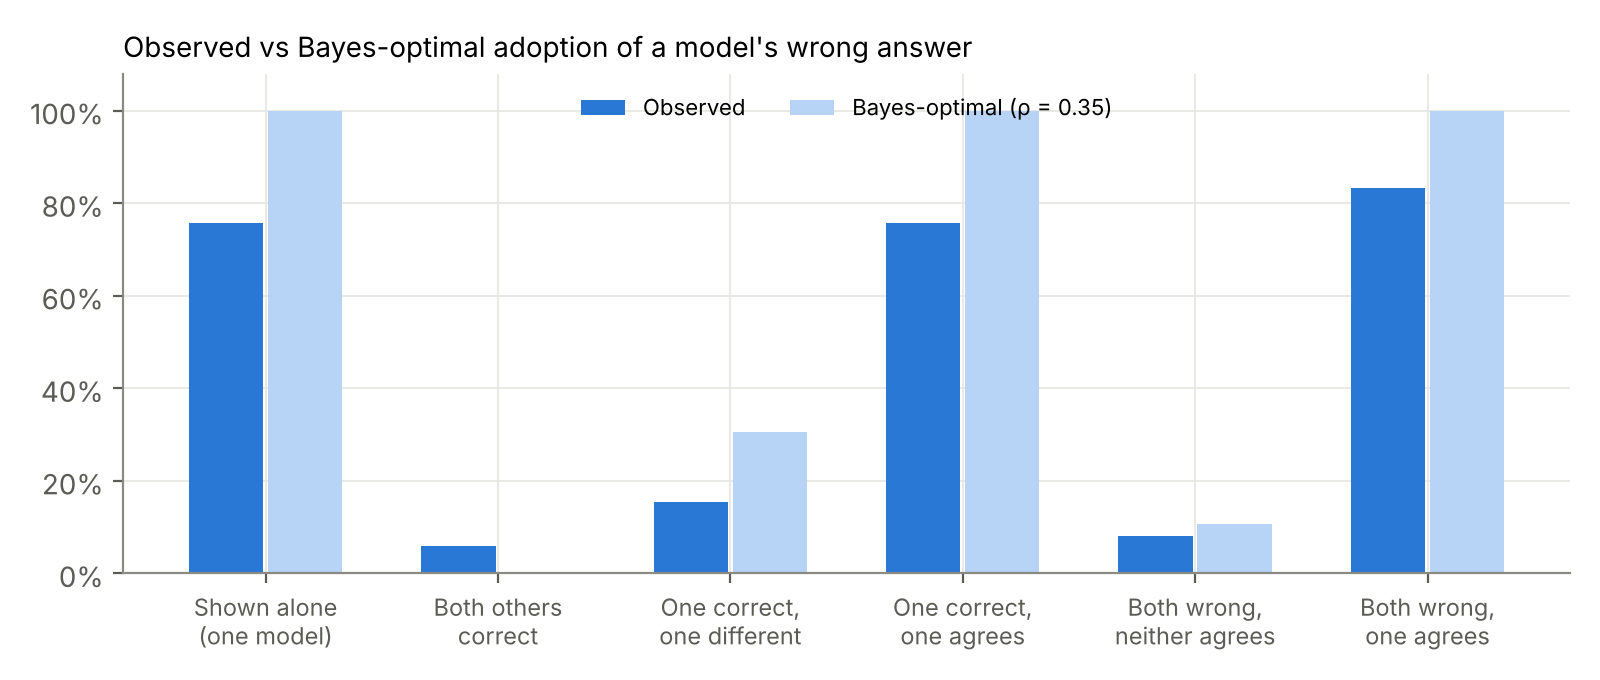 Observed vs Bayes-optimal adoption of a model's wrong answer
Observed
Bayes-optimal (ρ = 0.35)
100%
80%
60%
40%
20%
0%
Shown alone
(one model)
Both others
correct
One correct,
one different
One correct,
one agrees
Both wrong,
neither agrees
Both wrong,
one agrees